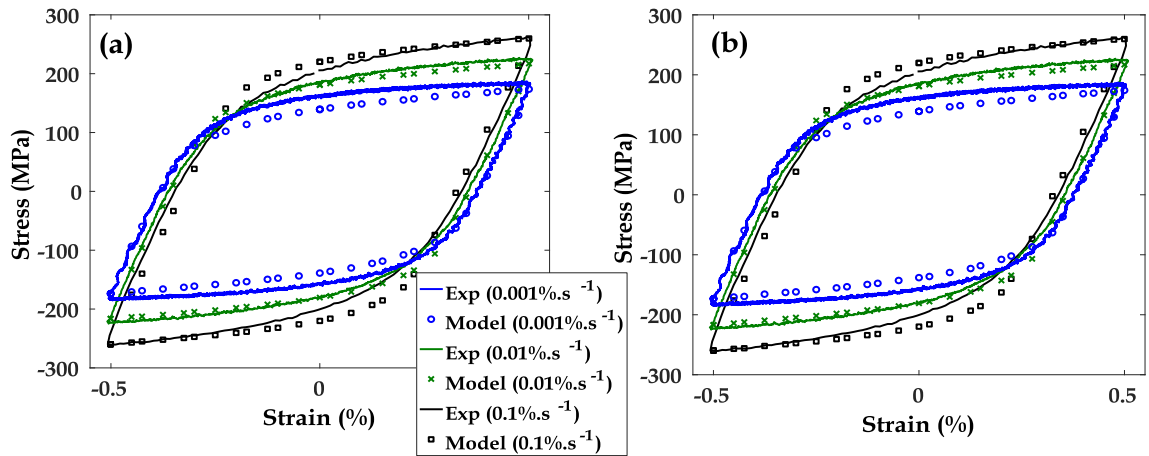 (a)
300
200
100
0
-100
-200
-300
Stress (MPa)
-0.5
0
Strain (%)
Exp (0.001%.s -1)
Model (0.001%.s -1)
Exp (0.01%.s -1)
Model (0.01%.s -1)
Exp (0.1%.s -1)
Model (0.1%.s -1)
(b)
300
200
100
0
-100
-200
-300
Stress (MPa)
-0.5
0
0.5
Strain (%)